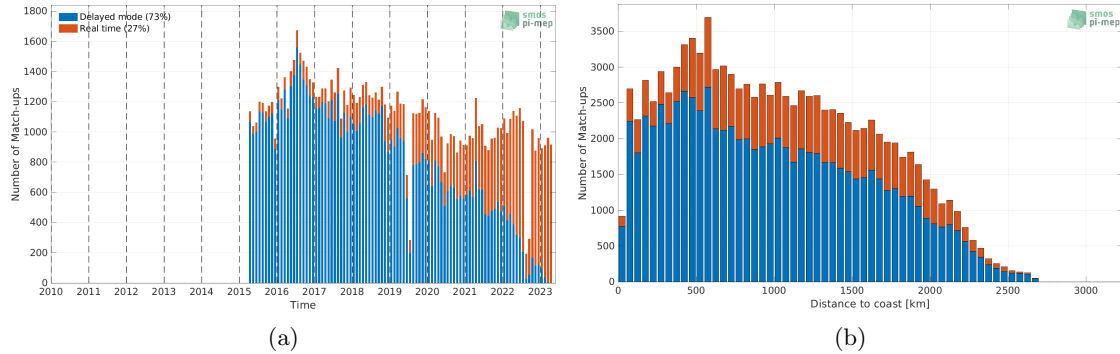 1800
1600
1400
1200
1000
800
600
400
200
0
Number of Match-ups
Delayed mode (73%)
Real time (27%)
smos
pi-mep
2010 2011 2012 2013 2014 2015 2016 2017 2018 2019 2020 2021 2022 2023
Time
(a)
3500
3000
2500
2000
1500
1000
500
0
Number of Match-ups
smos
pi-mep
0 500 1000 1500 2000 2500 3000
Distance to coast [km]
(b)